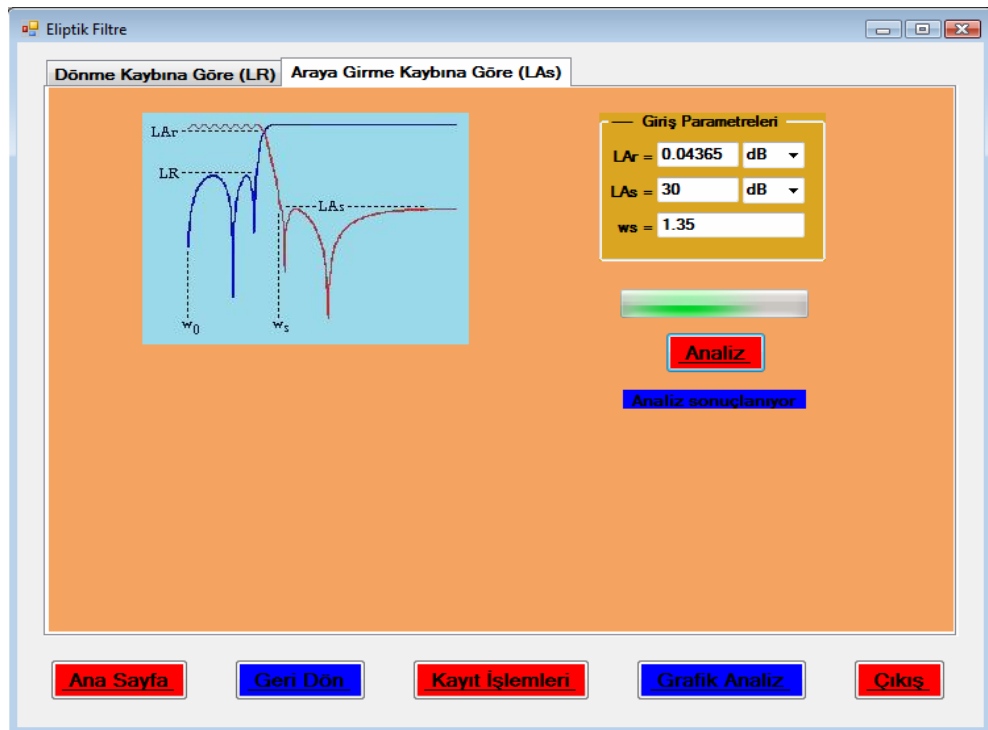 Eliptik Filtre
Dönme Kaybına Göre (LR) Araya Girme Kaybına Göre (LAs)
LAr
LR
LAs
w0 ws
Giriş Parametreleri
LAr = 0.04365 dB
LAs = 30 dB
ws = 1.35
Analiz
Analiz sonuçlanıyor
Ana Sayfa Geri Dön Kayıt İşlemleri Grafik Analiz Çıkış